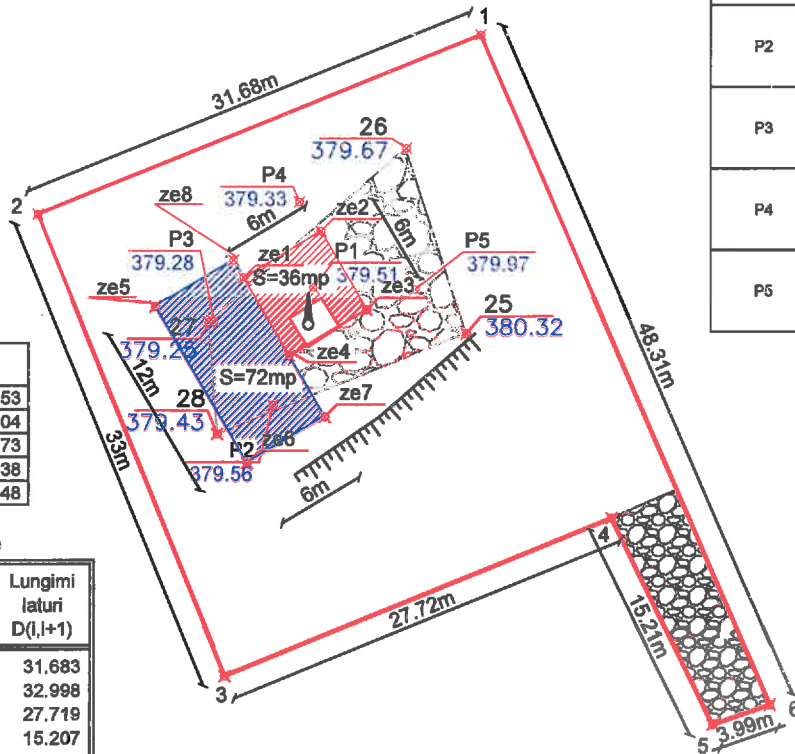 1
31.68m
P2
26
379.67
P3
P4
379.33
ze8
2
6m
ze2
6m
P4
P3
379.28
ze1
P1
P5
S=36mp
379.51
379.97
ze5
ze3
P5
25
380.32
27
379.25
ze4
12m
S=72mp
48.31m
53
28
379.43
ze7
04
73
33m
P2
ze6
38
379.56
48
6m
4
Lungimi
laturi
D(i,i+1)
27.72m
15.21m
31,683
3
32.998
27.719
6
15.207
5
3.99m